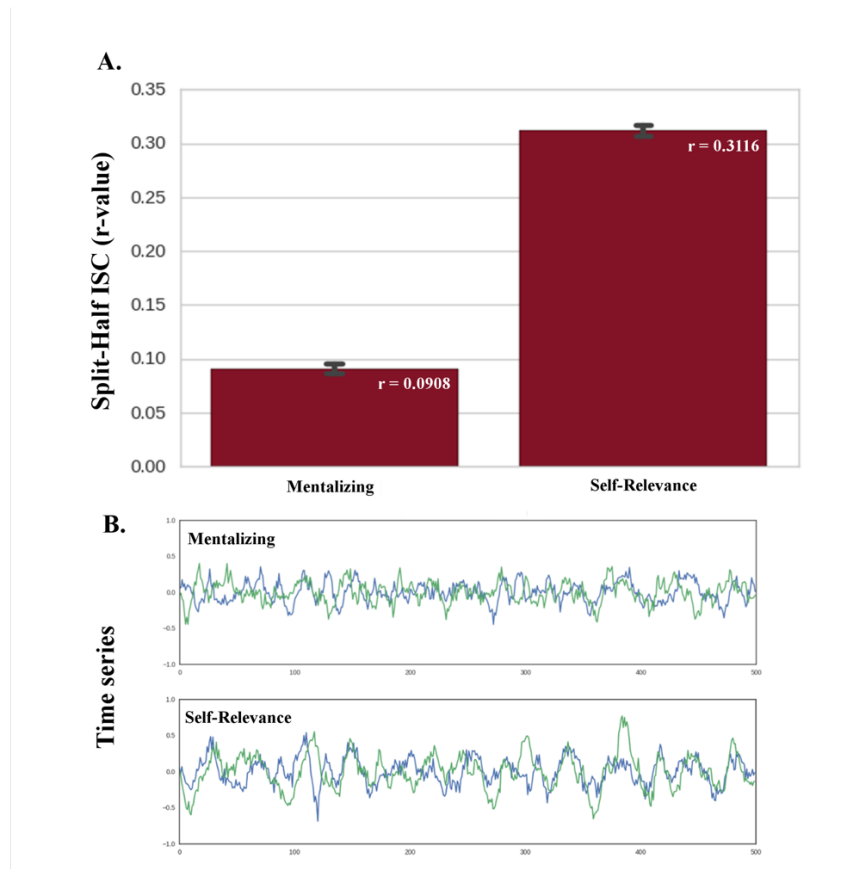 A.
Split-Half ISC (r-value)
0.35
0.30
0.25
0.20
0.15
0.10
0.05
0.00
r = 0.0908
r = 0.3116
Mentalizing
Self-Relevance
B.
Time series
Mentalizing
1.0
0.5
0.0
−0.5
−1.0
0 100 200 300 400 500
Self-Relevance
1.0
0.5
0.0
−0.5
−1.0
0 100 200 300 400 500